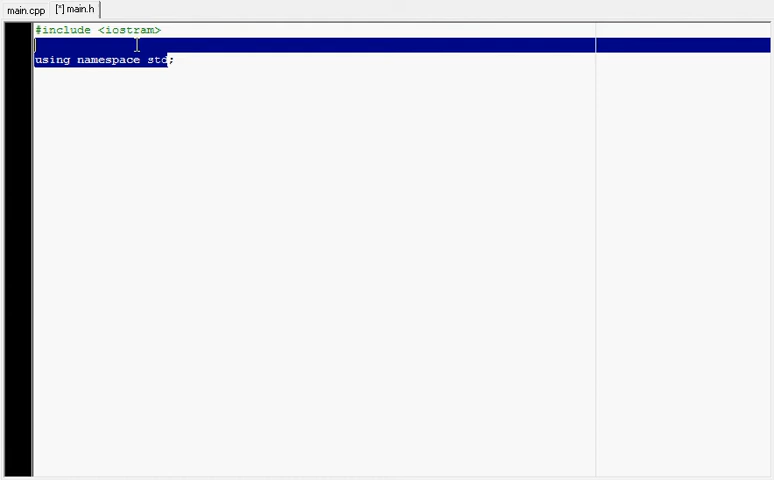 main.cpp [*] main.h
#include <iostram>
using namespace std;